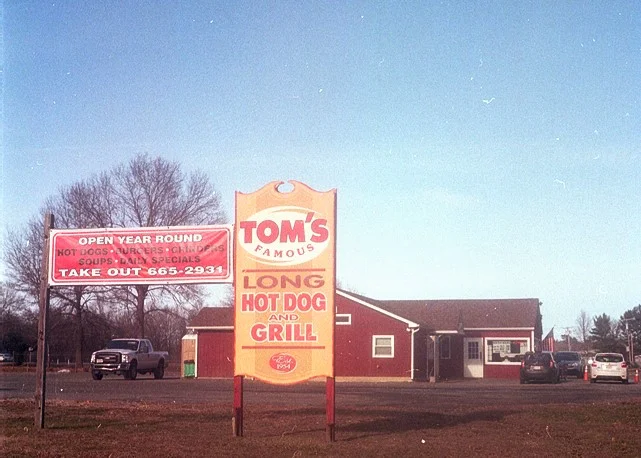 OPEN YEAR ROUND
HOT DOGS • BURGERS • GRINDERS
SOUPS • DAILY SPECIALS
TAKE OUT 665-2931
TOM'S
FAMOUS
LONG
HOT DOG
AND
GRILL
Est.
1954